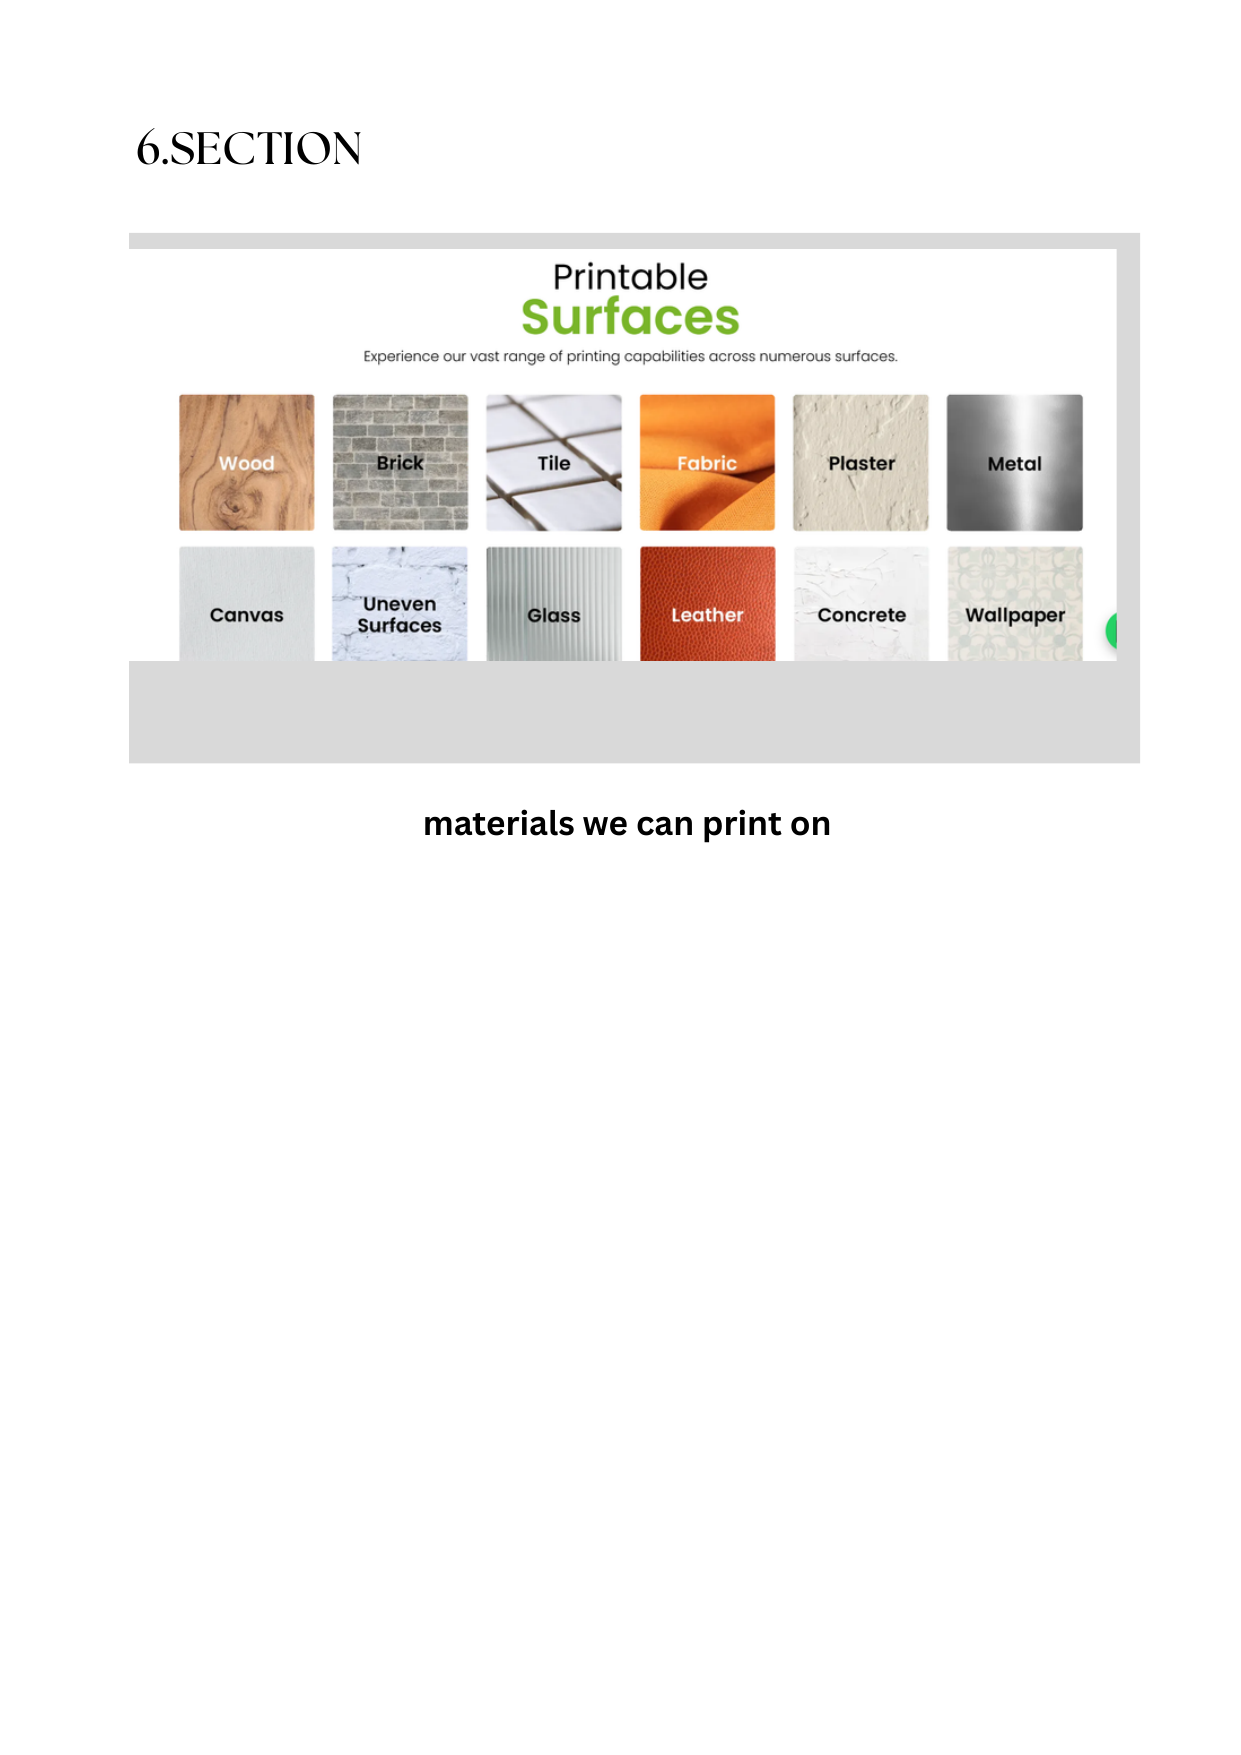 6.SECTION
Printable
Surfaces
Experience our vast range of printing capabilities across numerous surfaces.
Wood
Brick
Tile
Fabric
Plaster
Metal
Canvas
Uneven
Surfaces
Glass
Leather
Concrete
Wallpaper
materials we can print on